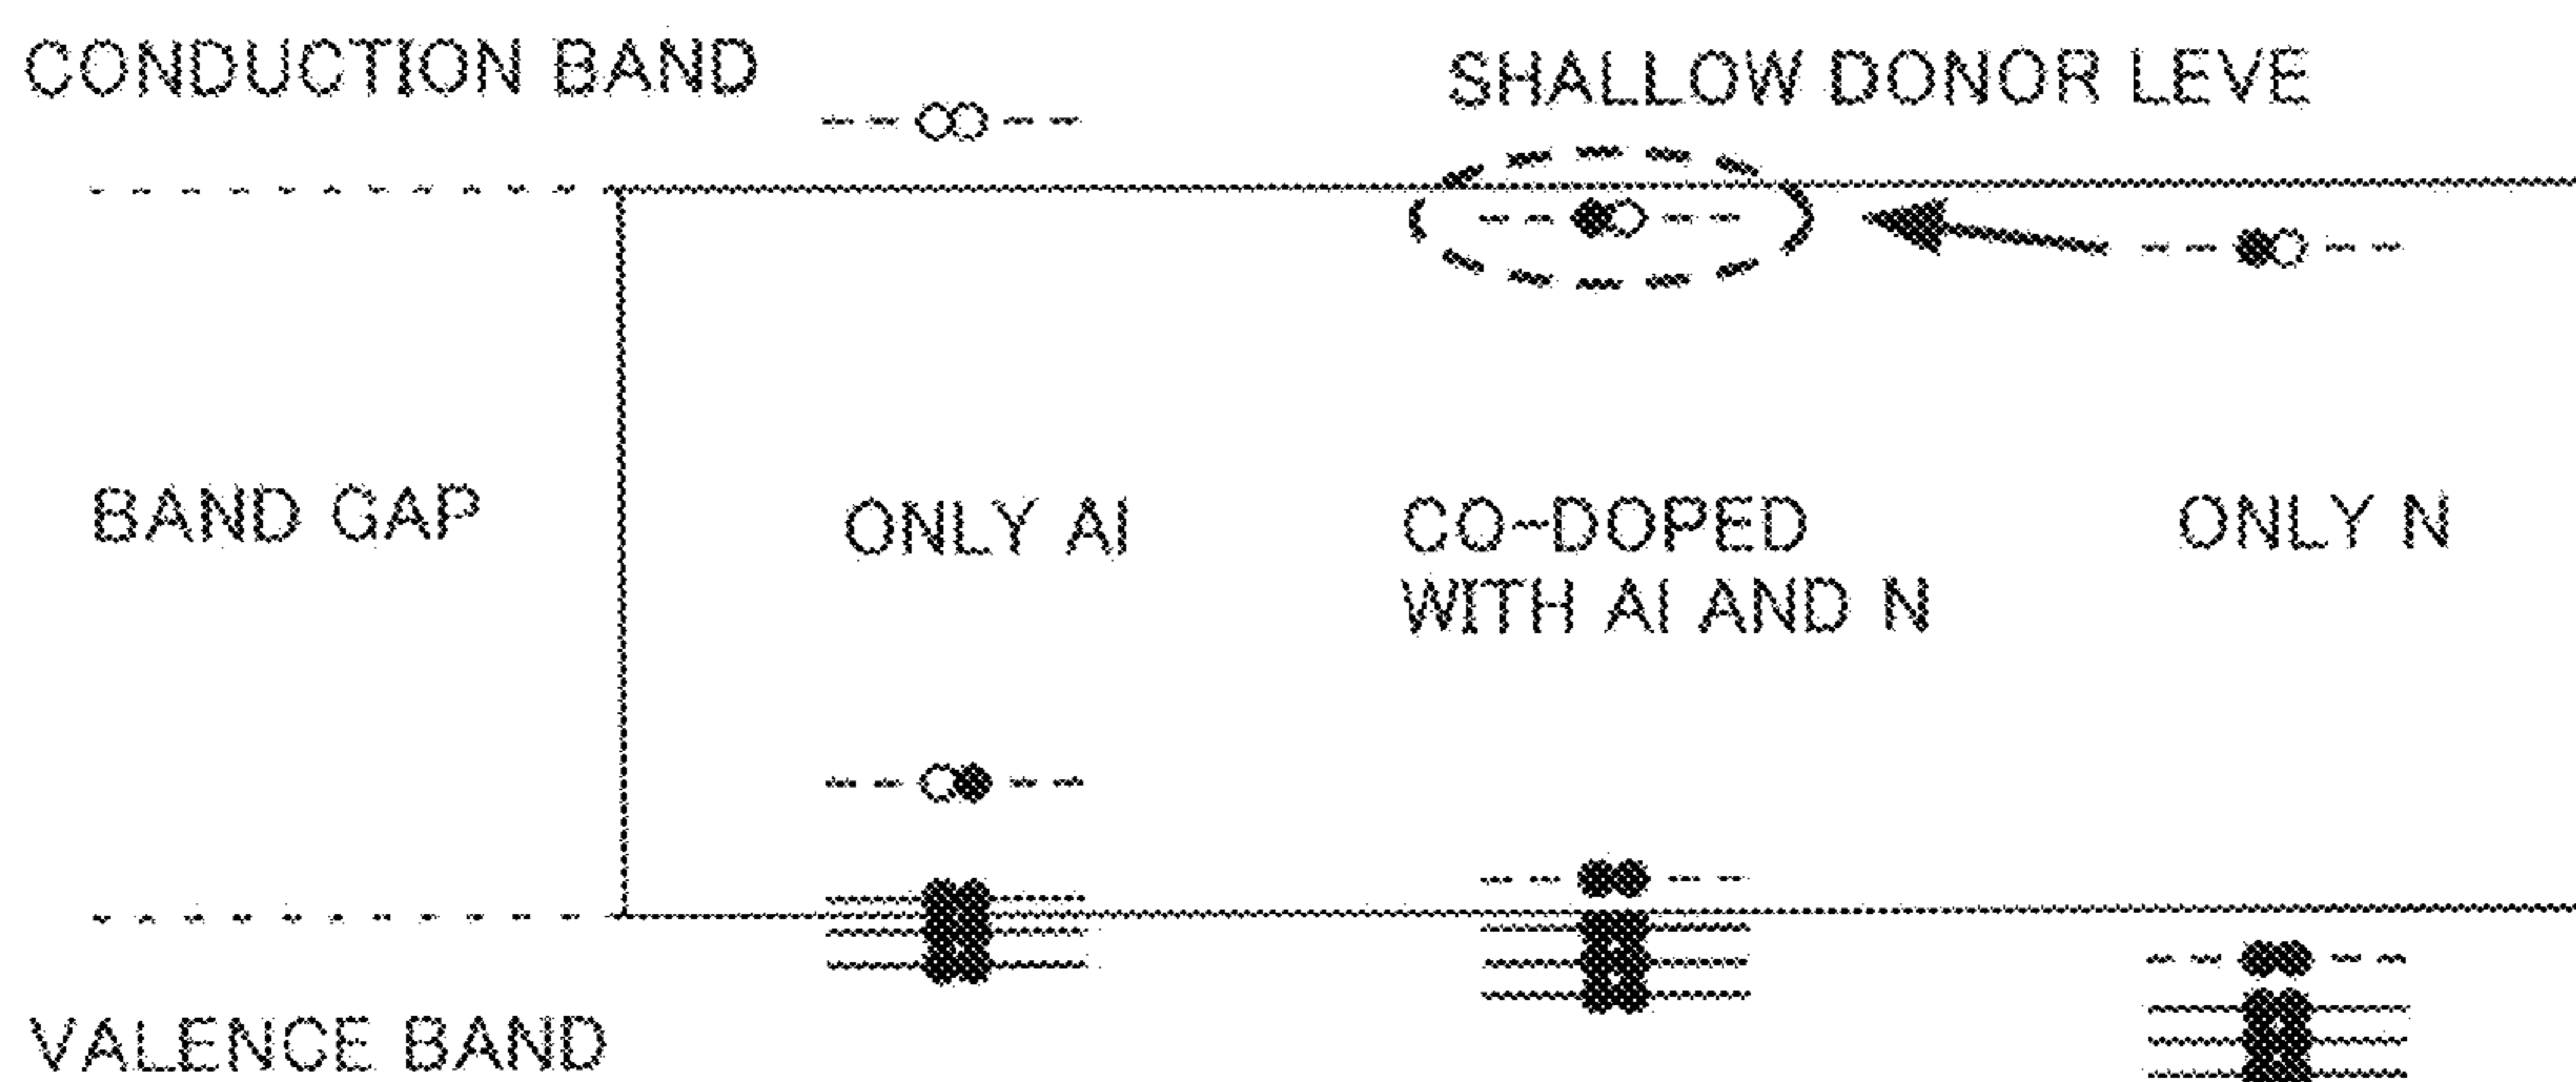 CONDUCTION BAND
SHALLOW DONOR LEVE
BAND GAP
ONLY Al
CO-DOPED
WITH Al AND N
ONLY N
VALENCE BAND